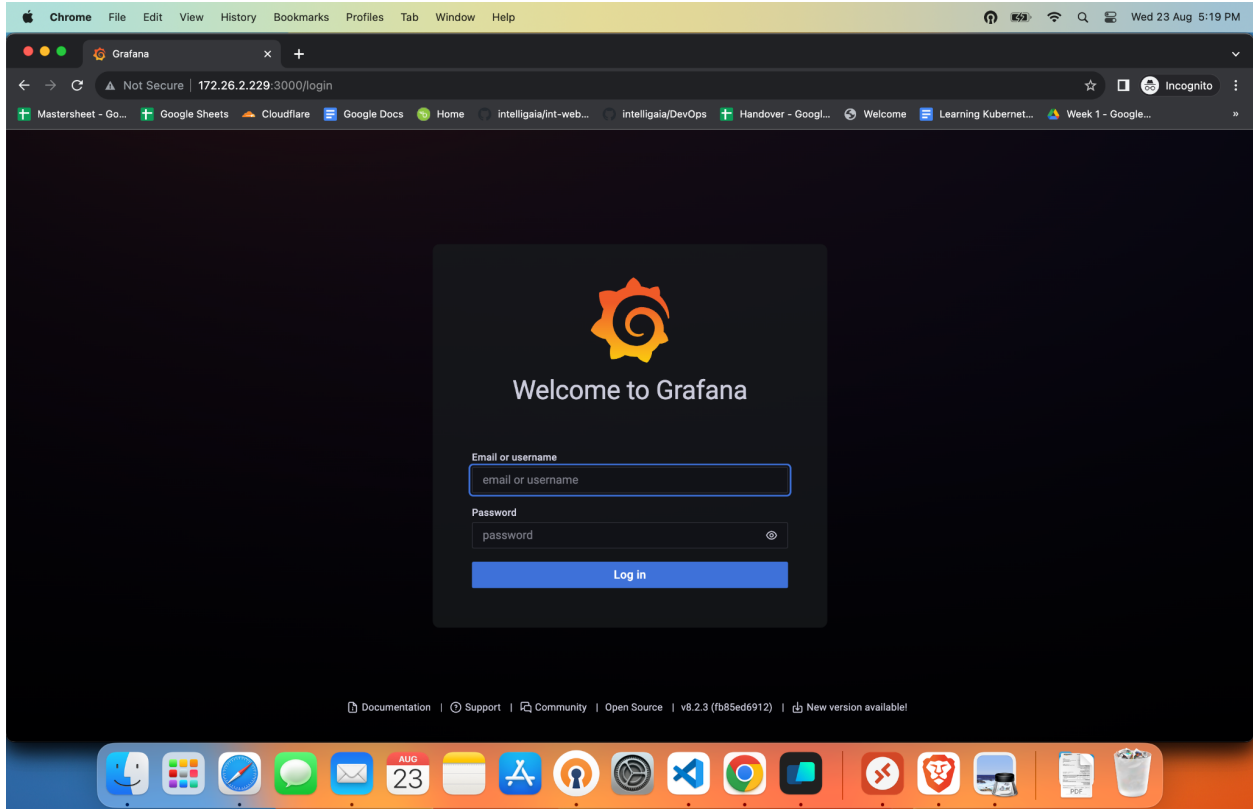 Chrome File Edit View History Bookmarks Profiles Tab Window Help Wed 23 Aug 5:19 PM
Grafana
Not Secure | 172.26.2.229:3000/login Incognito
Mastersheet - Go... Google Sheets Cloudflare Google Docs Home intelligaia/int-web... intelligaia/DevOps Handover - Googl... Welcome Learning Kubernet... Week 1 - Google... »
Welcome to Grafana
Email or username
email or username
Password
password
Log in
Documentation | Support | Community | Open Source | v8.2.3 (fb85ed6912) | New version available!
AUG
23
PDF